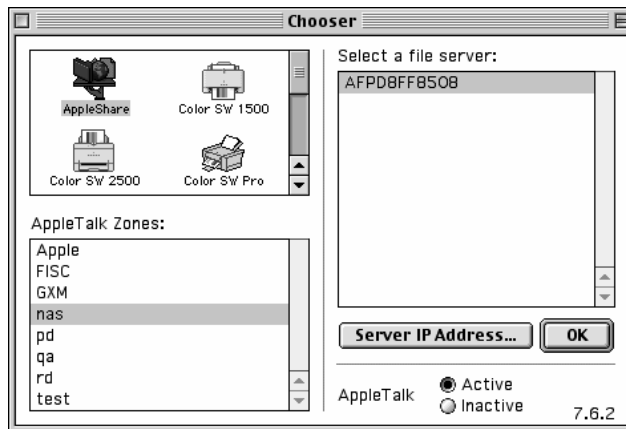 Chooser
AppleShare
Color SW 1500
Color SW 2500
Color SW Pro
AppleTalk Zones:
Apple
FISC
GXM
nas
pd
qa
rd
test
Select a file server:
AFPD8FF8508
Server IP Address...
OK
AppleTalk
Active
Inactive
7.6.2